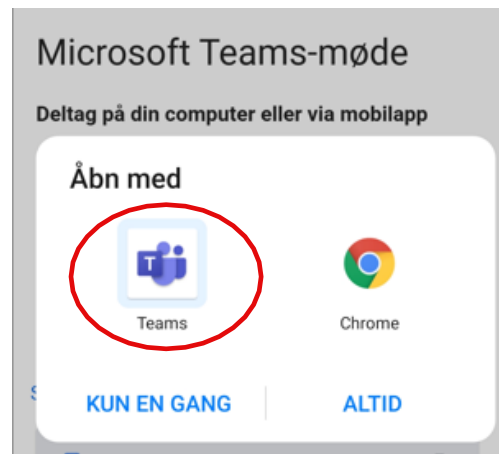 Microsoft Teams-møde
Deltag på din computer eller via mobilapp
Åbn med
T
Teams
Chrome
KUN EN GANG
ALTID